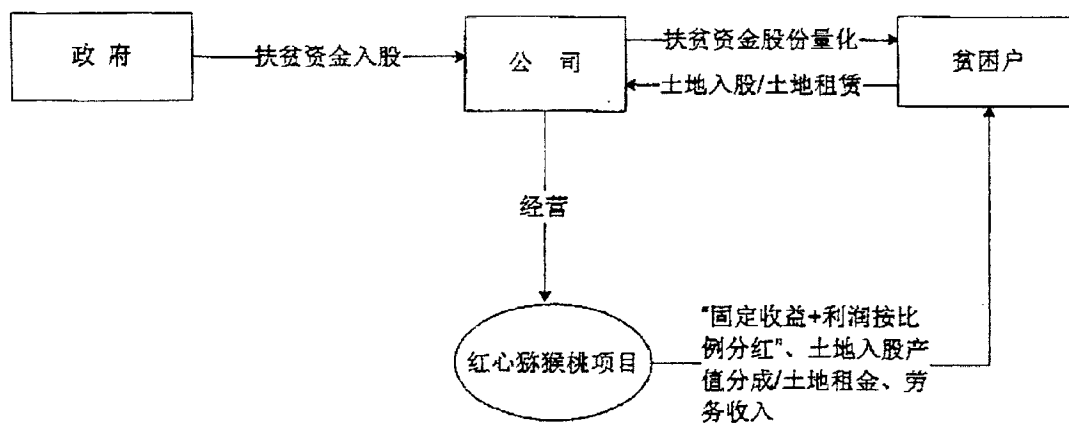 政 府
扶贫资金入股
公 司
扶贫资金股份量化
土地入股/土地租赁
贫困户
经营
红心猕猴桃项目
"固定收益+利润按比
例分红"、土地入股产
值分成/土地租金、劳
务收入